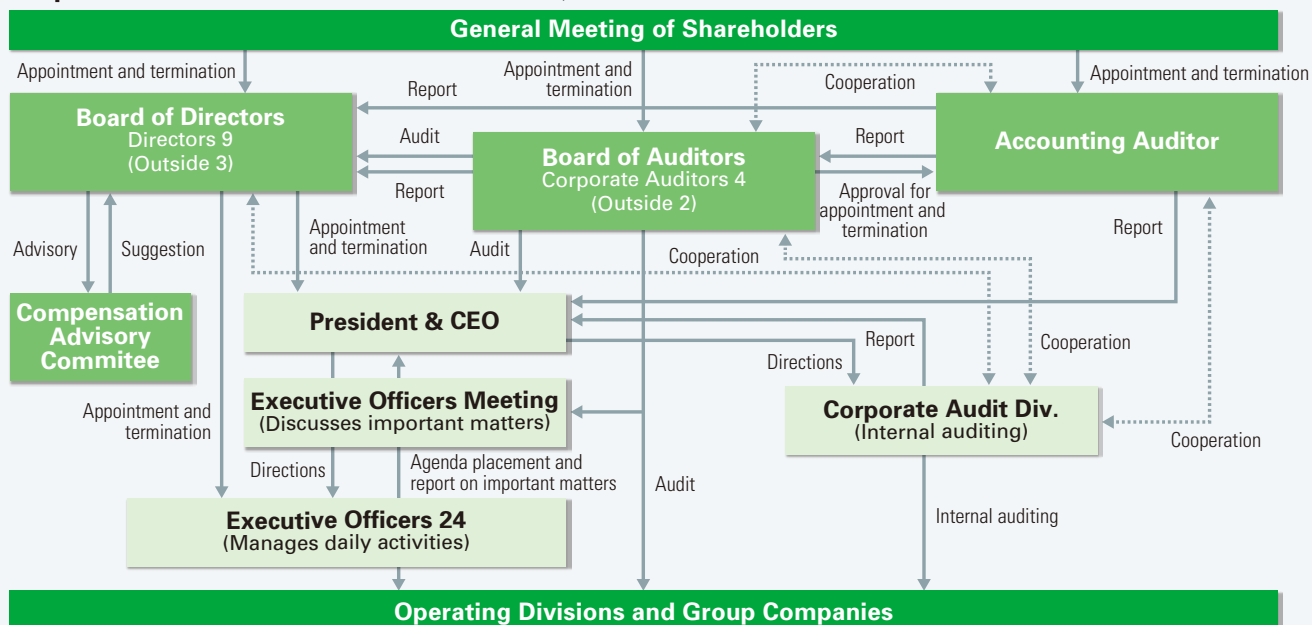 General Meeting of Shareholders
Appointment and termination
Appointment and
termination
Cooperation
Appointment and termination
Report
Board of Directors
Directors 9
(Outside 3)
Audit
Report
Board of Auditors
Corporate Auditors 4
(Outside 2)
Report
Approval for
appointment and
termination
Accounting Auditor
Advisory
Suggestion
Appointment
and termination
Audit
Cooperation
Report
Compensation
Advisory
Commitee
President & CEO
Directions
Report
Cooperation
Executive Officers Meeting
(Discusses important matters)
Corporate Audit Div.
(Internal auditing)
Cooperation
Appointment and
termination
Directions
Agenda placement and
report on important matters
Audit
Executive Officers 24
(Manages daily activities)
Internal auditing
Operating Divisions and Group Companies